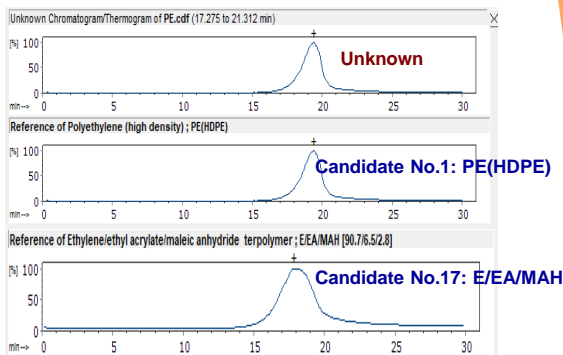 Unknown Chromatogram/Thermogram of PE.cdf (17.275 to 21.312 min)
[%] 100
Unknown
50
0
min--> 0 5 10 15 20 25 30
Reference of Polyethylene (high density) ; PE(HDPE)
[%] 100
Candidate No.1: PE(HDPE)
50
0
min--> 0 5 10 15 20 25 30
Reference of Ethylene/ethyl acrylate/maleic anhydride terpolymer ; E/EA/MAH [90.7/6.5/2.8]
[%] 100
Candidate No.17: E/EA/MAH
50
0
min--> 0 5 10 15 20 25 30